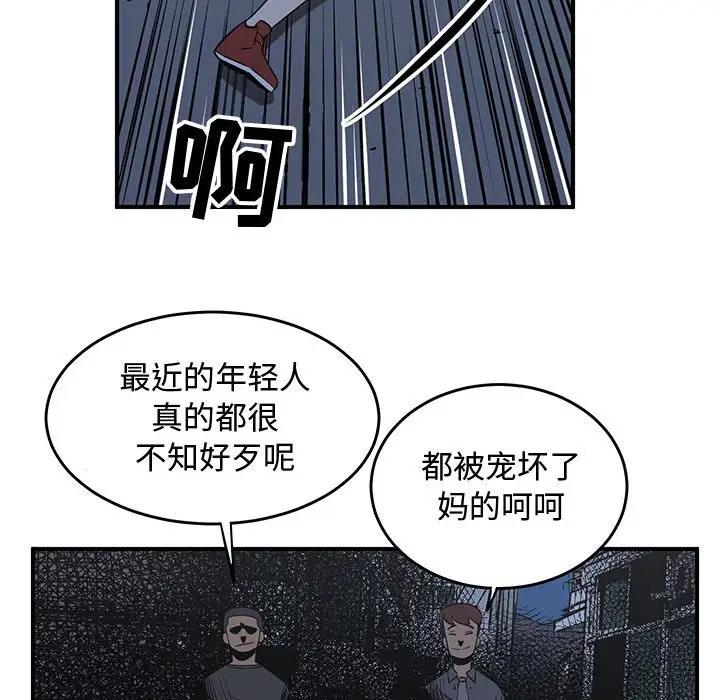 啊
最近的年轻人
真的都很
不知好歹呢
都被宠坏了
妈的呵呵